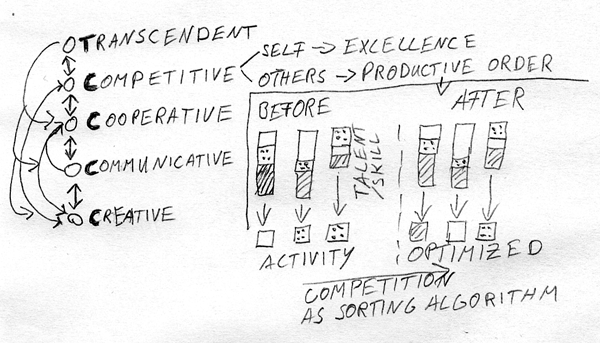 TRANSCENDENT
COMPETITIVE
SELF → EXCELLENCE
OTHERS → PRODUCTIVE ORDER
COOPERATIVE
COMMUNICATIVE
CREATIVE
BEFORE
AFTER
TALENT
/SKILL
ACTIVITY
OPTIMIZED
COMPETITION
AS SORTING ALGORITHM